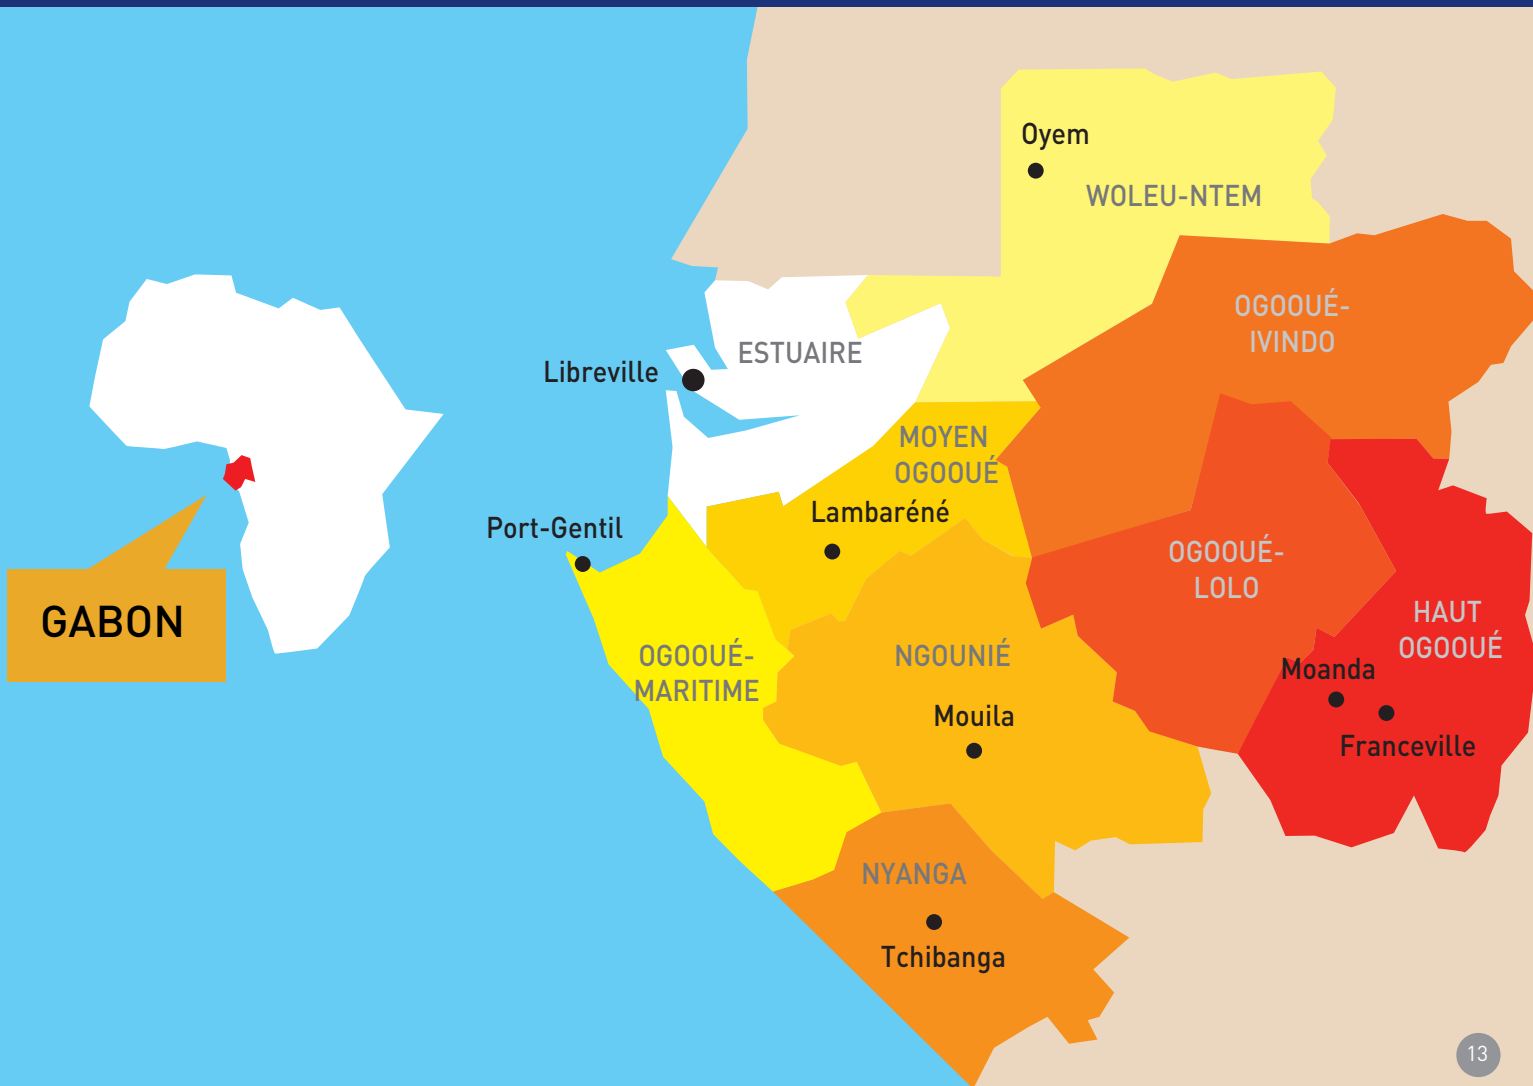 Oyem
WOLEU-NTEM
OGOOUÉ-
IVINDO
ESTUAIRE
Libreville
MOYEN
OGOOUÉ
Lambaréné
Port-Gentil
OGOOUÉ-
LOLO
GABON
HAUT
OGOOUÉ
OGOOUÉ-
MARITIME
NGOUNIÉ
Moanda
Mouila
Franceville
NYANGA
Tchibanga
13